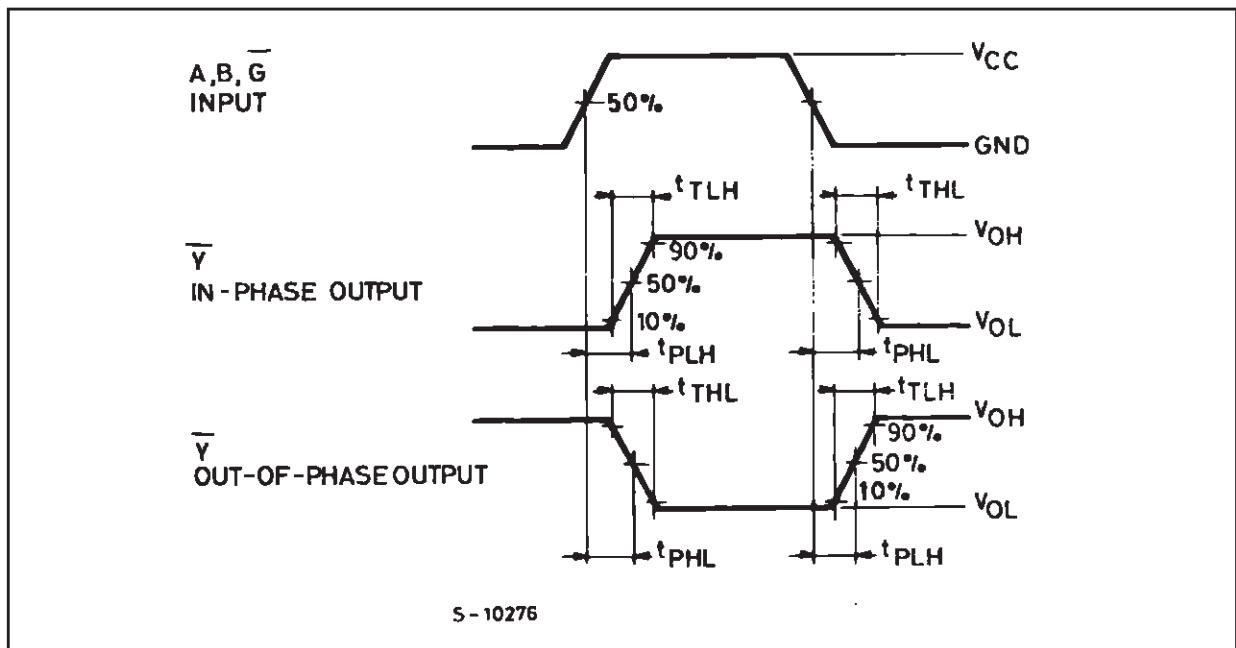 A, B, G̅
INPUT
50%
VCC
GND
tTLH
tTHL
Y̅
IN-PHASE OUTPUT
90%
50%
10%
VOH
VOL
tPLH
tPHL
tTHL
tTLH
Y̅
OUT-OF-PHASE OUTPUT
VOH
90%
50%
10%
VOL
tPHL
tPLH
S-10276